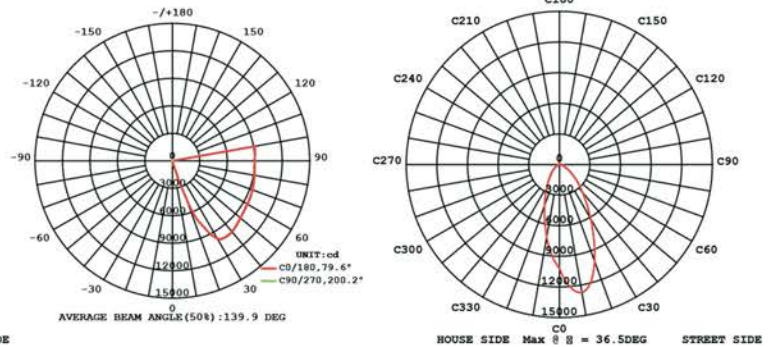 -/+180
-150
150
-120
120
-90
90
-60
60
-30
30
0
0
3000
6000
9000
12000
15000
UNIT:cd
C0/180,79.6°
C90/270,200.2°
AVERAGE BEAM ANGLE(50%):139.9 DEG
DE
C180
C210
C150
C240
C120
C270
C90
C300
C60
C330
C30
C0
0
3000
6000
9000
12000
15000
HOUSE SIDE Max @ = 36.5DEG STREET SIDE